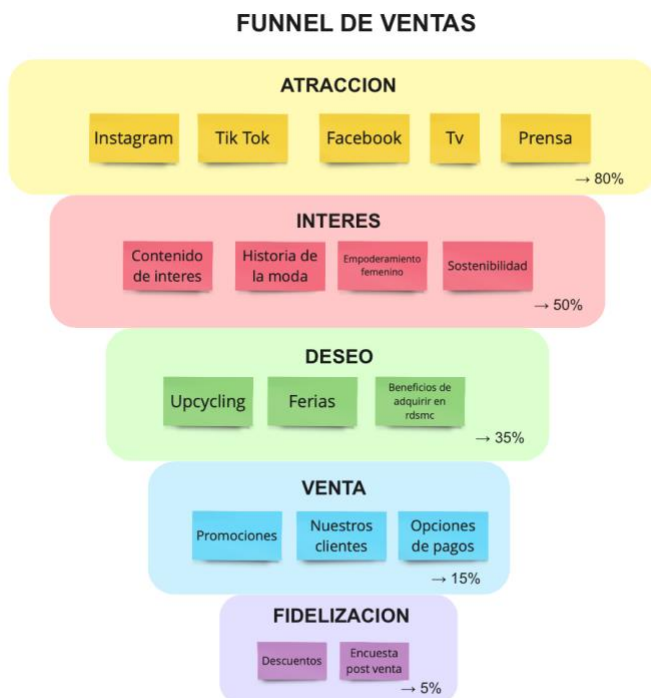 FUNNEL DE VENTAS
ATRACCION
Instagram
Tik Tok
Facebook
Tv
Prensa
→ 80%
INTERES
Contenido
de interes
Historia de
la moda
Empoderamiento
femenino
Sostenibilidad
→ 50%
DESEO
Upcycling
Ferias
Beneficios de
adquirir en
rdsmc
→ 35%
VENTA
Promociones
Nuestros
clientes
Opciones
de pagos
→ 15%
FIDELIZACION
Descuentos
Encuesta
post venta
→ 5%